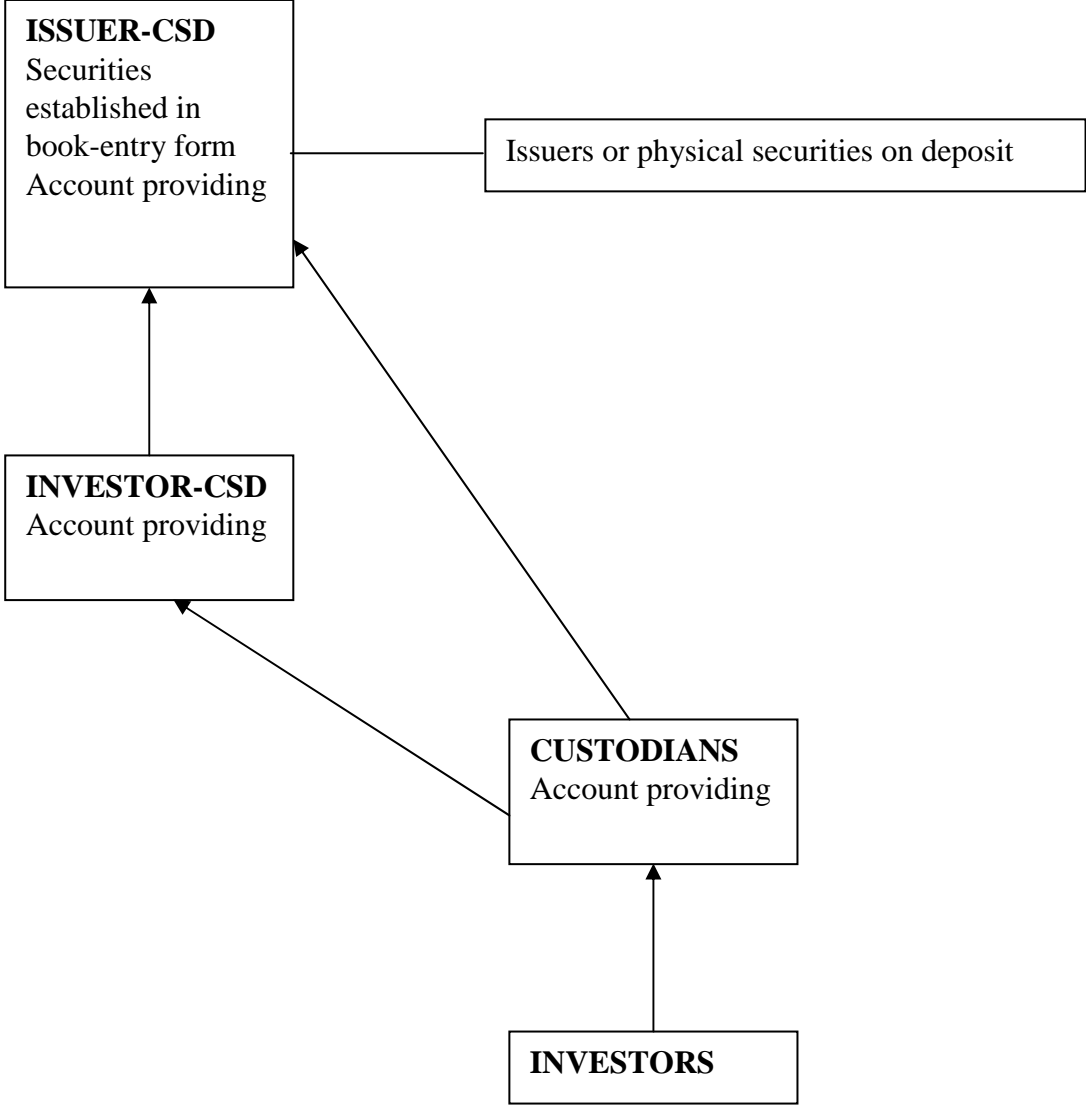 ISSUER-CSD
Securities
established in
book-entry form
Account providing
Issuers or physical securities on deposit
INVESTOR-CSD
Account providing
CUSTODIANS
Account providing
INVESTORS